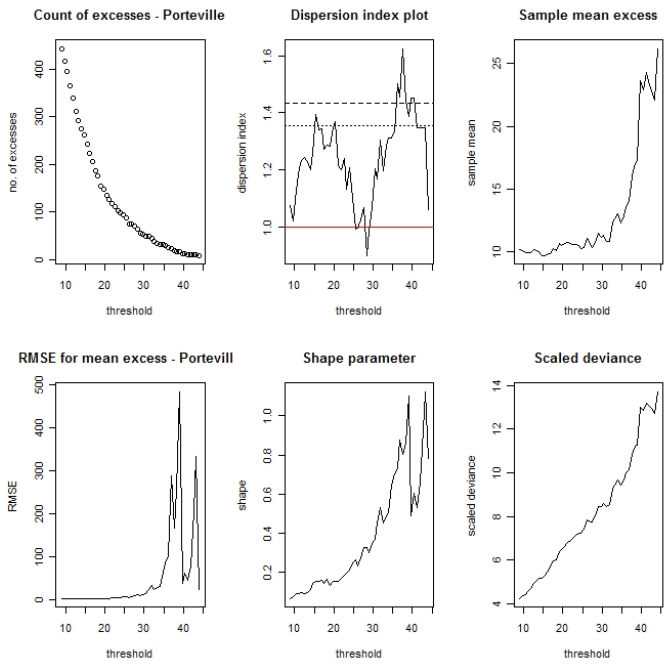 Count of excesses - Porteville
no. of excesses
0 100 200 300 400
10 20 30 40
threshold
Dispersion index plot
dispersion index
1.0 1.2 1.4 1.6
10 20 30 40
threshold
Sample mean excess
sample mean
10 15 20 25
10 20 30 40
threshold
RMSE for mean excess - Portevill
RMSE
0 100 200 300 400 500
10 20 30 40
threshold
Shape parameter
shape
0.2 0.4 0.6 0.8 1.0
10 20 30 40
threshold
Scaled deviance
scaled deviance
4 6 8 10 12 14
10 20 30 40
threshold